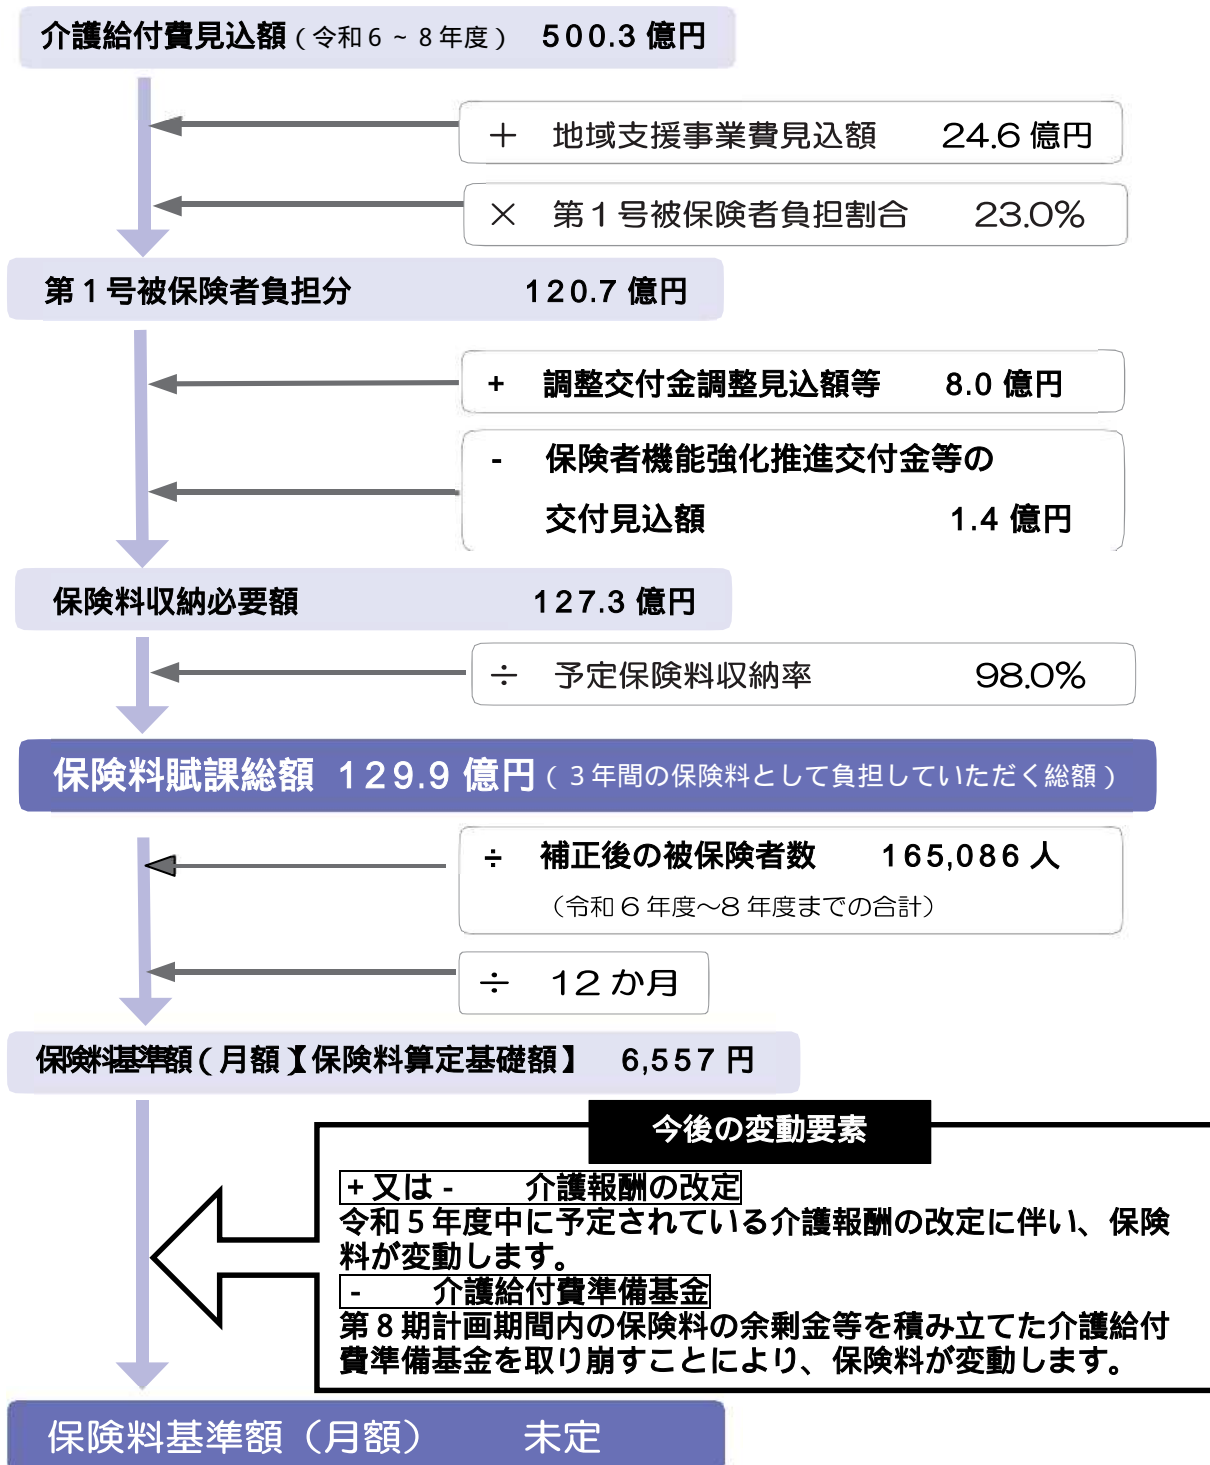 介護給付費見込額（令和６~８年度） 500.3億円
＋ 地域支援事業費見込額 24.6億円
× 第１号被保険者負担割合 23.0%
第１号被保険者負担分 120.7億円
+ 調整交付金調整見込額等 8.0億円
- 保険者機能強化推進交付金等の
交付見込額 1.4億円
保険料収納必要額 127.3億円
÷ 予定保険料収納率 98.0%
保険料賦課総額 129.9億円（３年間の保険料として負担していただく総額）
÷ 補正後の被保険者数 165,086人
（令和６年度～８年度までの合計）
÷ 12か月
保険料基準額（月額）【保険料算定基礎額】 6,557円
今後の変動要素
+又は- 介護報酬の改定
令和５年度中に予定されている介護報酬の改定に伴い、保険
料が変動します。
- 介護給付費準備基金
第８期計画期間内の保険料の余剰金等を積み立てた介護給付
費準備基金を取り崩すことにより、保険料が変動します。
保険料基準額（月額） 未定